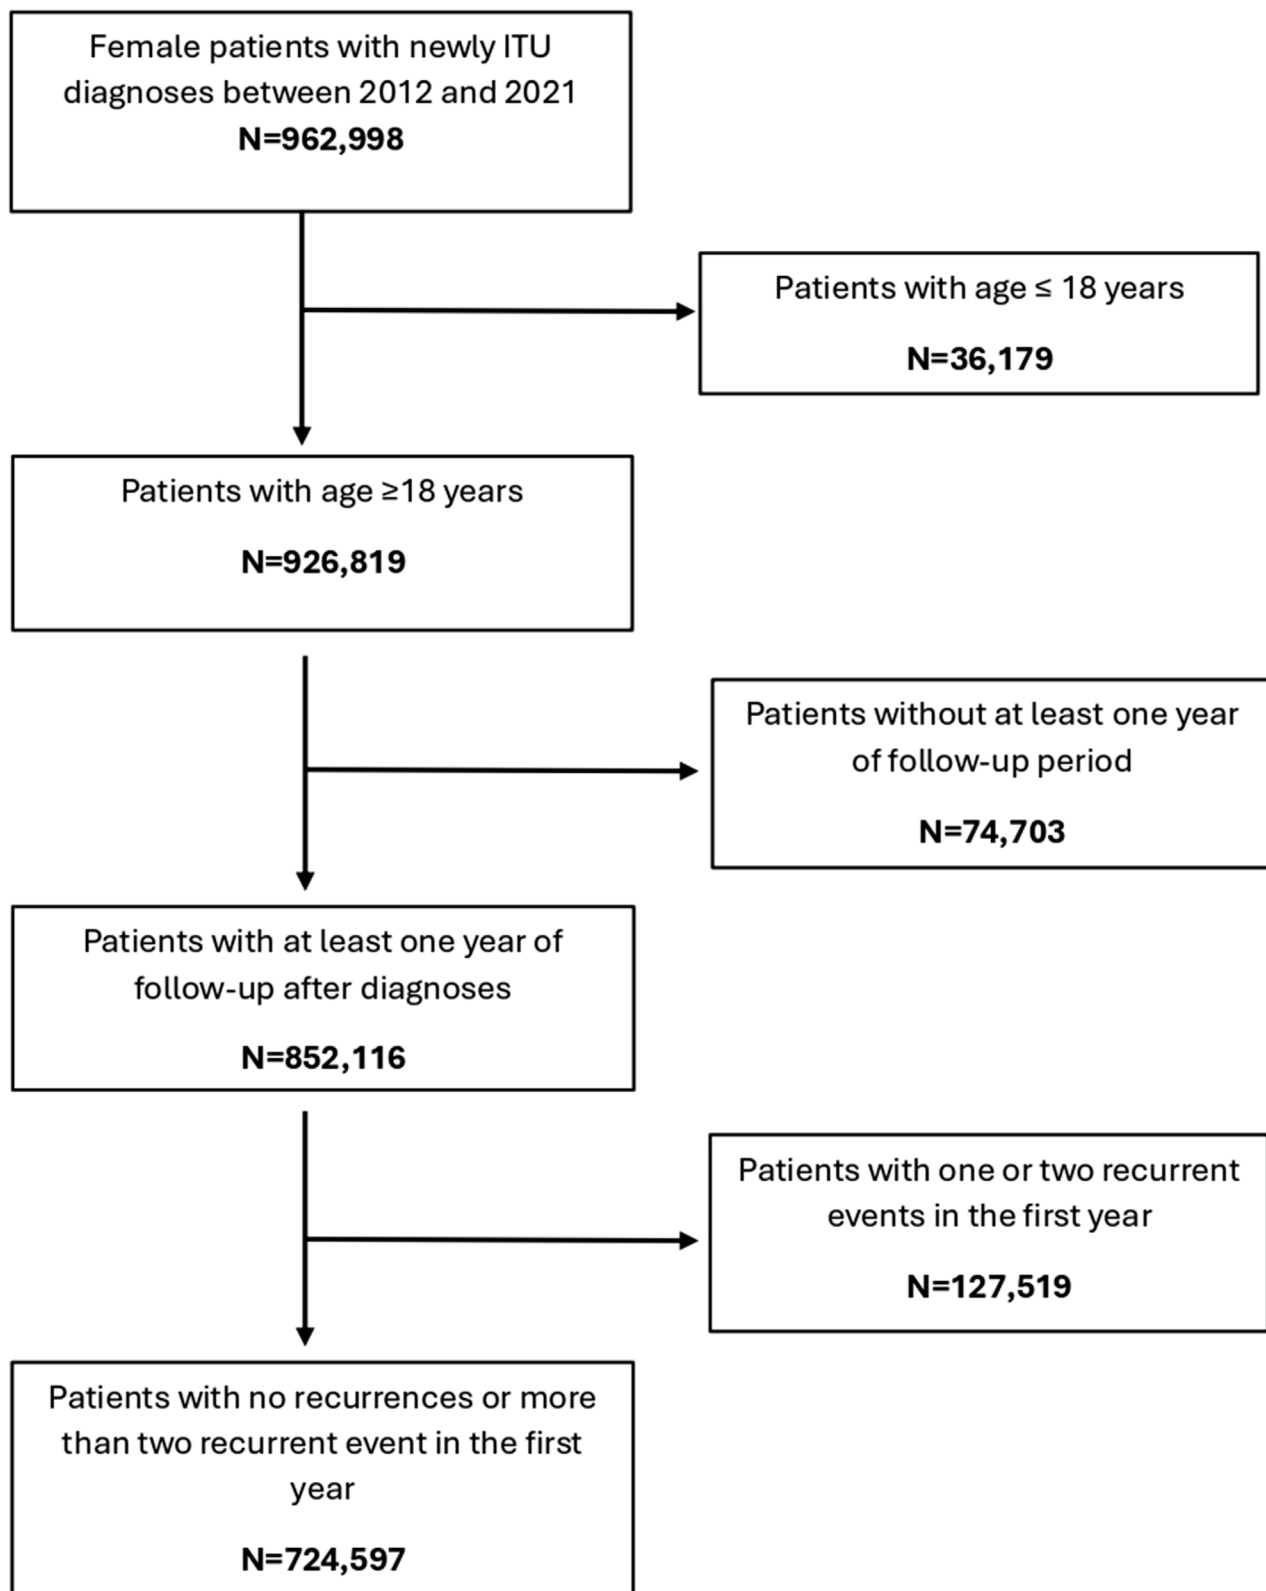 Female patients with newly ITU
diagnoses between 2012 and 2021
N=962,998
Patients with age ≤ 18 years
N=36,179
Patients with age ≥18 years
N=926,819
Patients without at least one year
of follow-up period
N=74,703
Patients with at least one year of
follow-up after diagnoses
N=852,116
Patients with one or two recurrent
events in the first year
N=127,519
Patients with no recurrences or more
than two recurrent event in the first
year
N=724,597